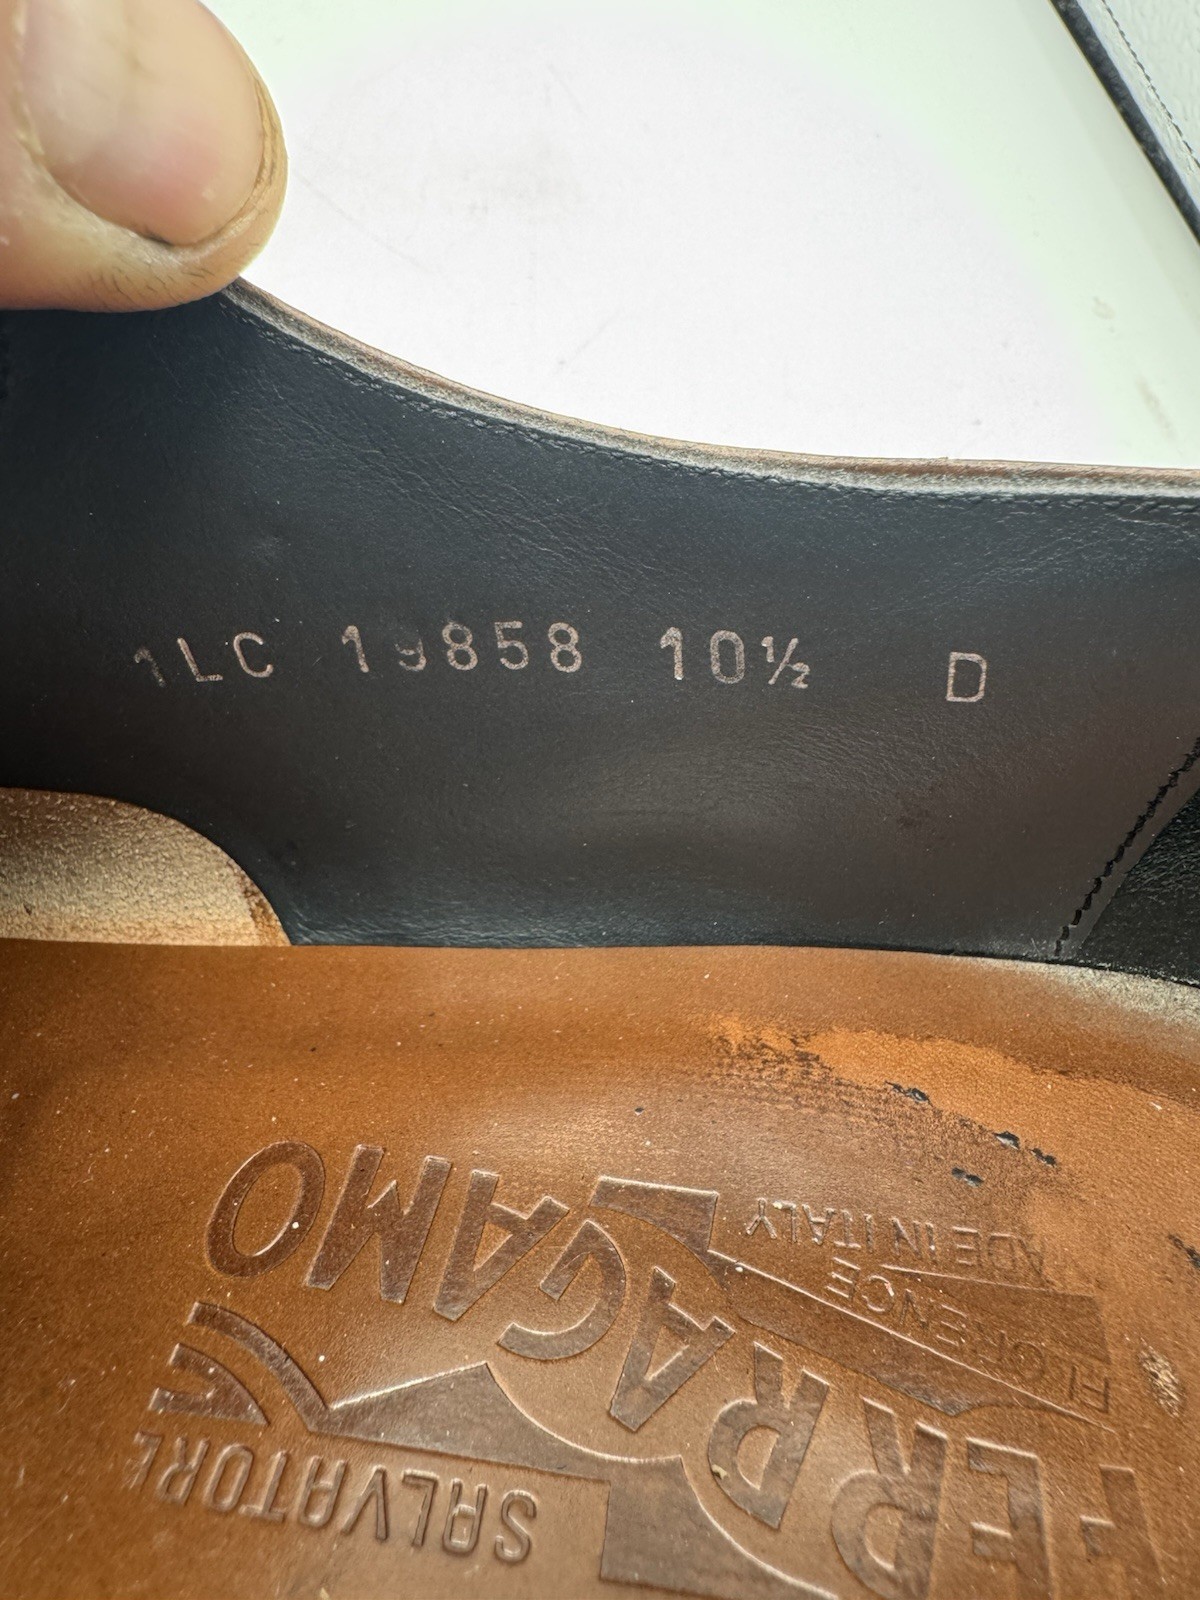 1LC 19858 10½ D
SALVATORE
FERRAGAMO
FLORENCE
MADE IN ITALY